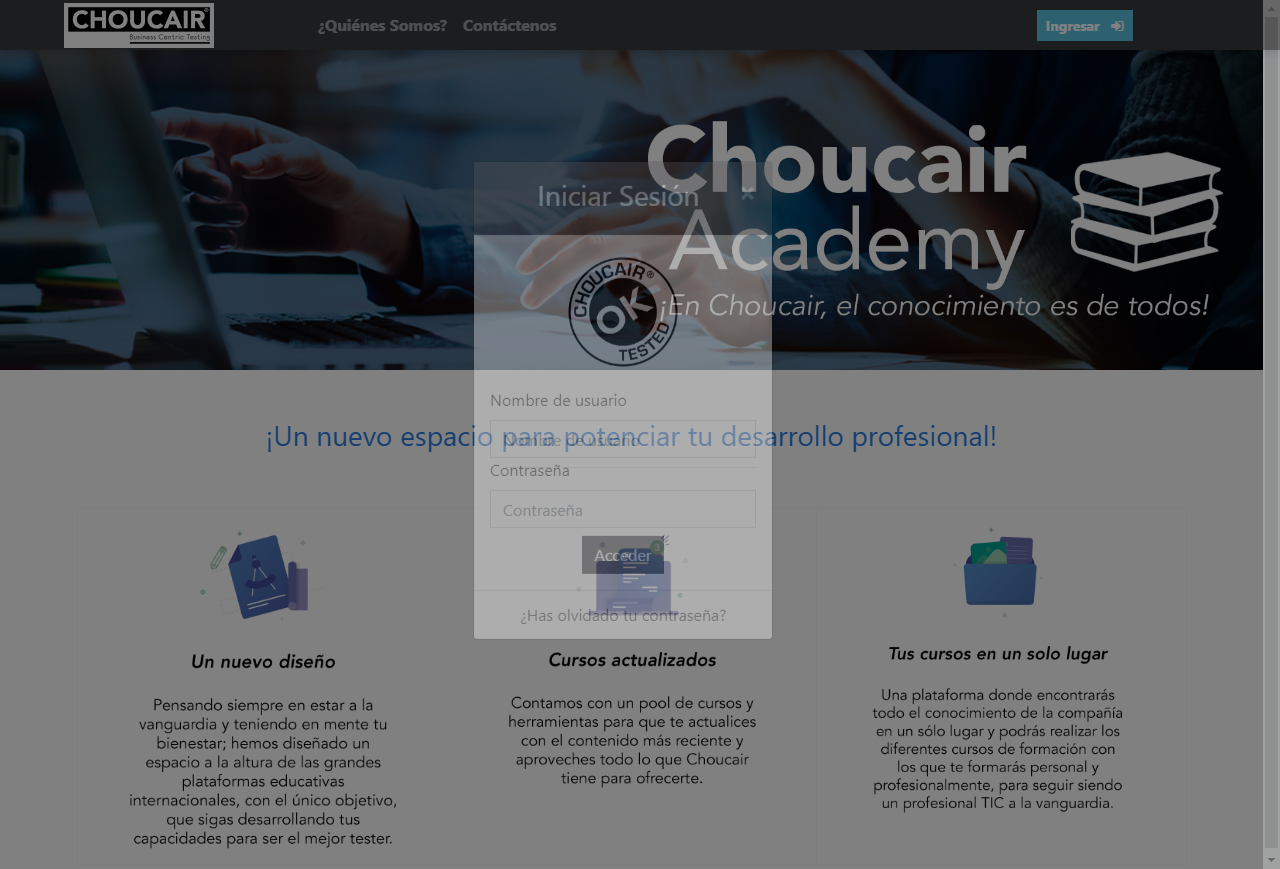 CHOUCAIR®
Business Centric Testing
¿Quiénes Somos?
Contáctenos
Ingresar
Choucair
Academy
¡En Choucair, el conocimiento es de todos!
Iniciar Sesión
×
CHOUCAIR®
OK
TESTED
Nombre de usuario
Nombre de usuario
Contraseña
Contraseña
Acceder
¿Has olvidado tu contraseña?
¡Un nuevo espacio para potenciar tu desarrollo profesional!
Un nuevo diseño
Pensando siempre en estar a la
vanguardia y teniendo en mente tu
bienestar; hemos diseñado un
espacio a la altura de las grandes
plataformas educativas
internacionales, con el único objetivo,
que sigas desarrollando tus
capacidades para ser el mejor tester.
3
Cursos actualizados
Contamos con un pool de cursos y
herramientas para que te actualices
con el contenido más reciente y
aproveches todo lo que Choucair
tiene para ofrecerte.
Tus cursos en un solo lugar
Una plataforma donde encontrarás
todo el conocimiento de la compañía
en un sólo lugar y podrás realizar los
diferentes cursos de formación con
los que te formarás personal y
profesionalmente, para seguir siendo
un profesional TIC a la vanguardia.